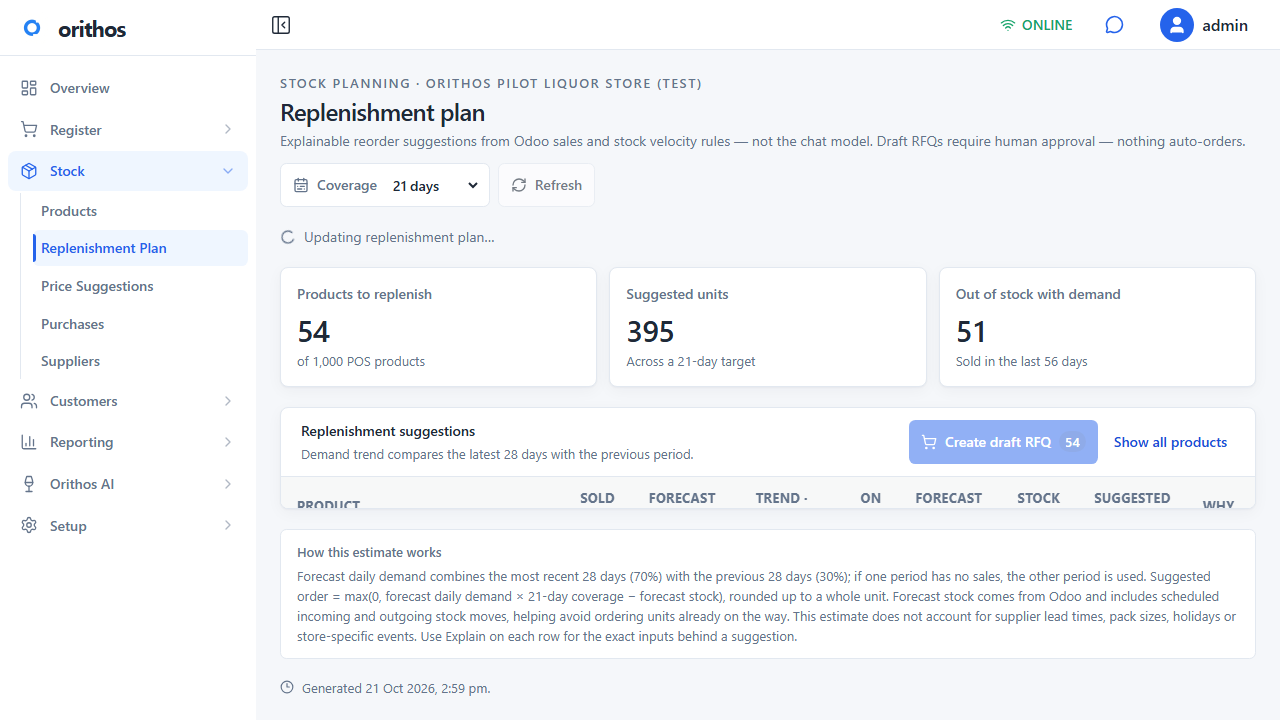 orithos
ONLINE
admin
Overview
Register
Stock
Products
Replenishment Plan
Price Suggestions
Purchases
Suppliers
Customers
Reporting
Orithos AI
Setup
STOCK PLANNING · ORITHOS PILOT LIQUOR STORE (TEST)
Replenishment plan
Explainable reorder suggestions from Odoo sales and stock velocity rules — not the chat model. Draft RFQs require human approval — nothing auto-orders.
Coverage 21 days
Refresh
Updating replenishment plan...
Products to replenish
54
of 1,000 POS products
Suggested units
395
Across a 21-day target
Out of stock with demand
51
Sold in the last 56 days
Replenishment suggestions
Demand trend compares the latest 28 days with the previous period.
Create draft RFQ 54
Show all products
PRODUCT SOLD FORECAST TREND · ON FORECAST STOCK SUGGESTED WHY
How this estimate works
Forecast daily demand combines the most recent 28 days (70%) with the previous 28 days (30%); if one period has no sales, the other period is used. Suggested
order = max(0, forecast daily demand × 21-day coverage − forecast stock), rounded up to a whole unit. Forecast stock comes from Odoo and includes scheduled
incoming and outgoing stock moves, helping avoid ordering units already on the way. This estimate does not account for supplier lead times, pack sizes, holidays or
store-specific events. Use Explain on each row for the exact inputs behind a suggestion.
Generated 21 Oct 2026, 2:59 pm.